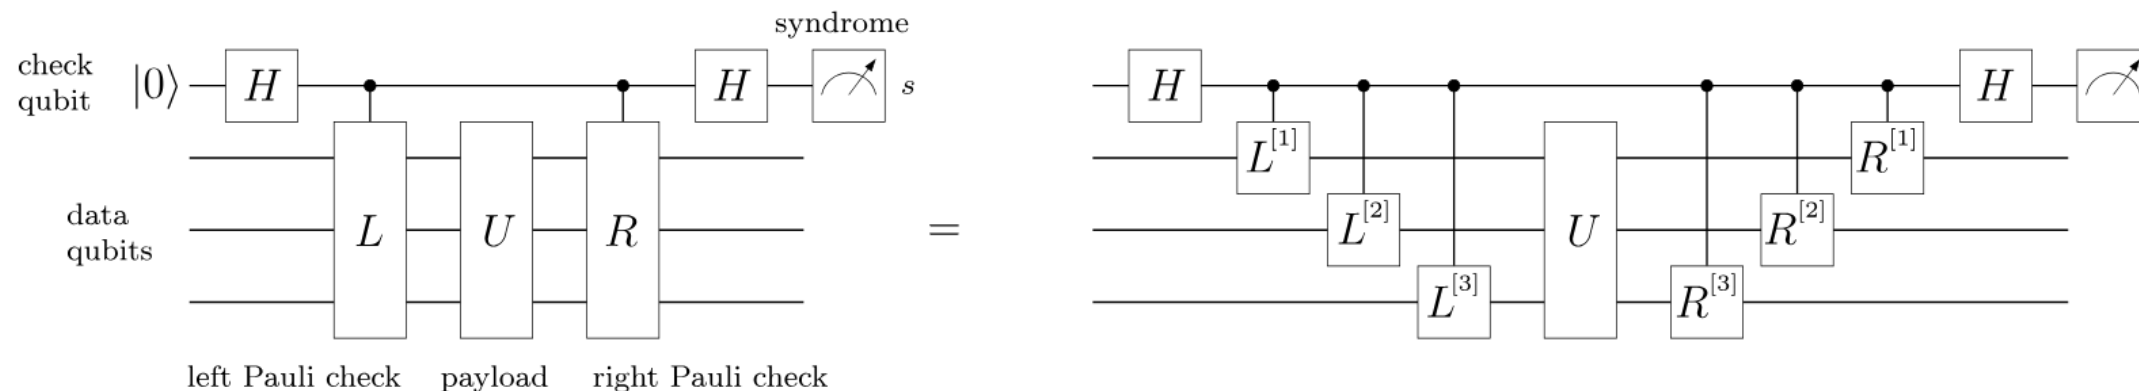 syndrome
check
qubit
|0⟩ H H s
L U R
data
qubits
left Pauli check payload right Pauli check
=
H H
L^{[1]} R^{[1]}
L^{[2]} U R^{[2]}
L^{[3]} R^{[3]}